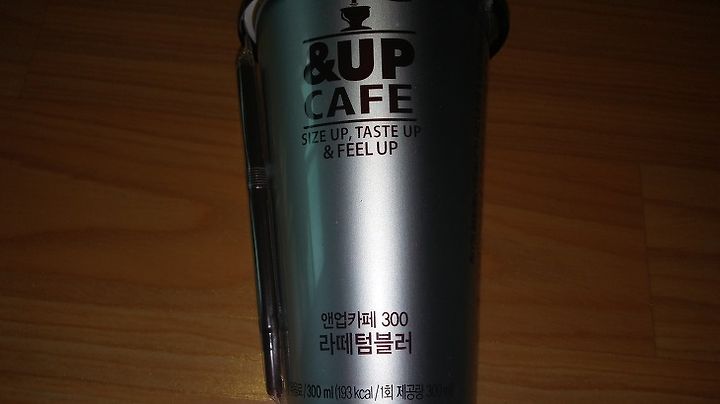 &UP
CAFE
SIZE UP, TASTE UP
& FEEL UP
앤업카페 300
라떼텀블러
/300 ml (193 kcal/1회 제공량 300